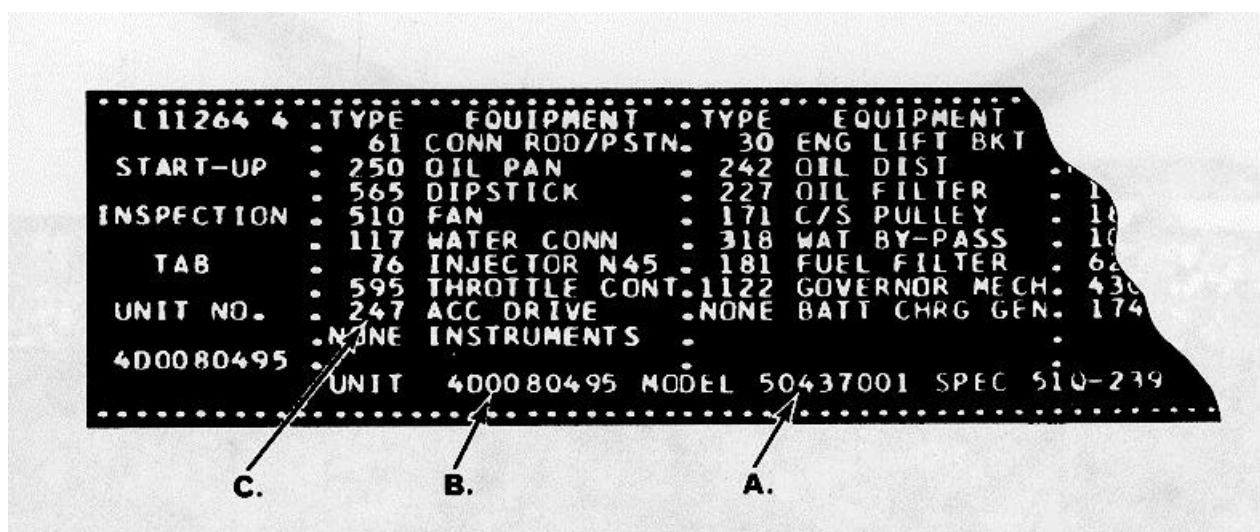 L11264 4 TYPE EQUIPMENT TYPE EQUIPMENT
61 CONN ROD/PSTN 30 ENG LIFT BKT
START-UP 250 OIL PAN 242 OIL DIST
565 DIPSTICK 227 OIL FILTER
INSPECTION 510 FAN 171 C/S PULLEY
117 WATER CONN 318 WAT BY-PASS
TAB 76 INJECTOR N45 181 FUEL FILTER
595 THROTTLE CONT 1122 GOVERNOR MECH
UNIT NO. 247 ACC DRIVE NONE BATT CHRG GEN. 174
NONE INSTRUMENTS
4D0080495
UNIT 4D0080495 MODEL 50437001 SPEC 510-239
C. B. A.